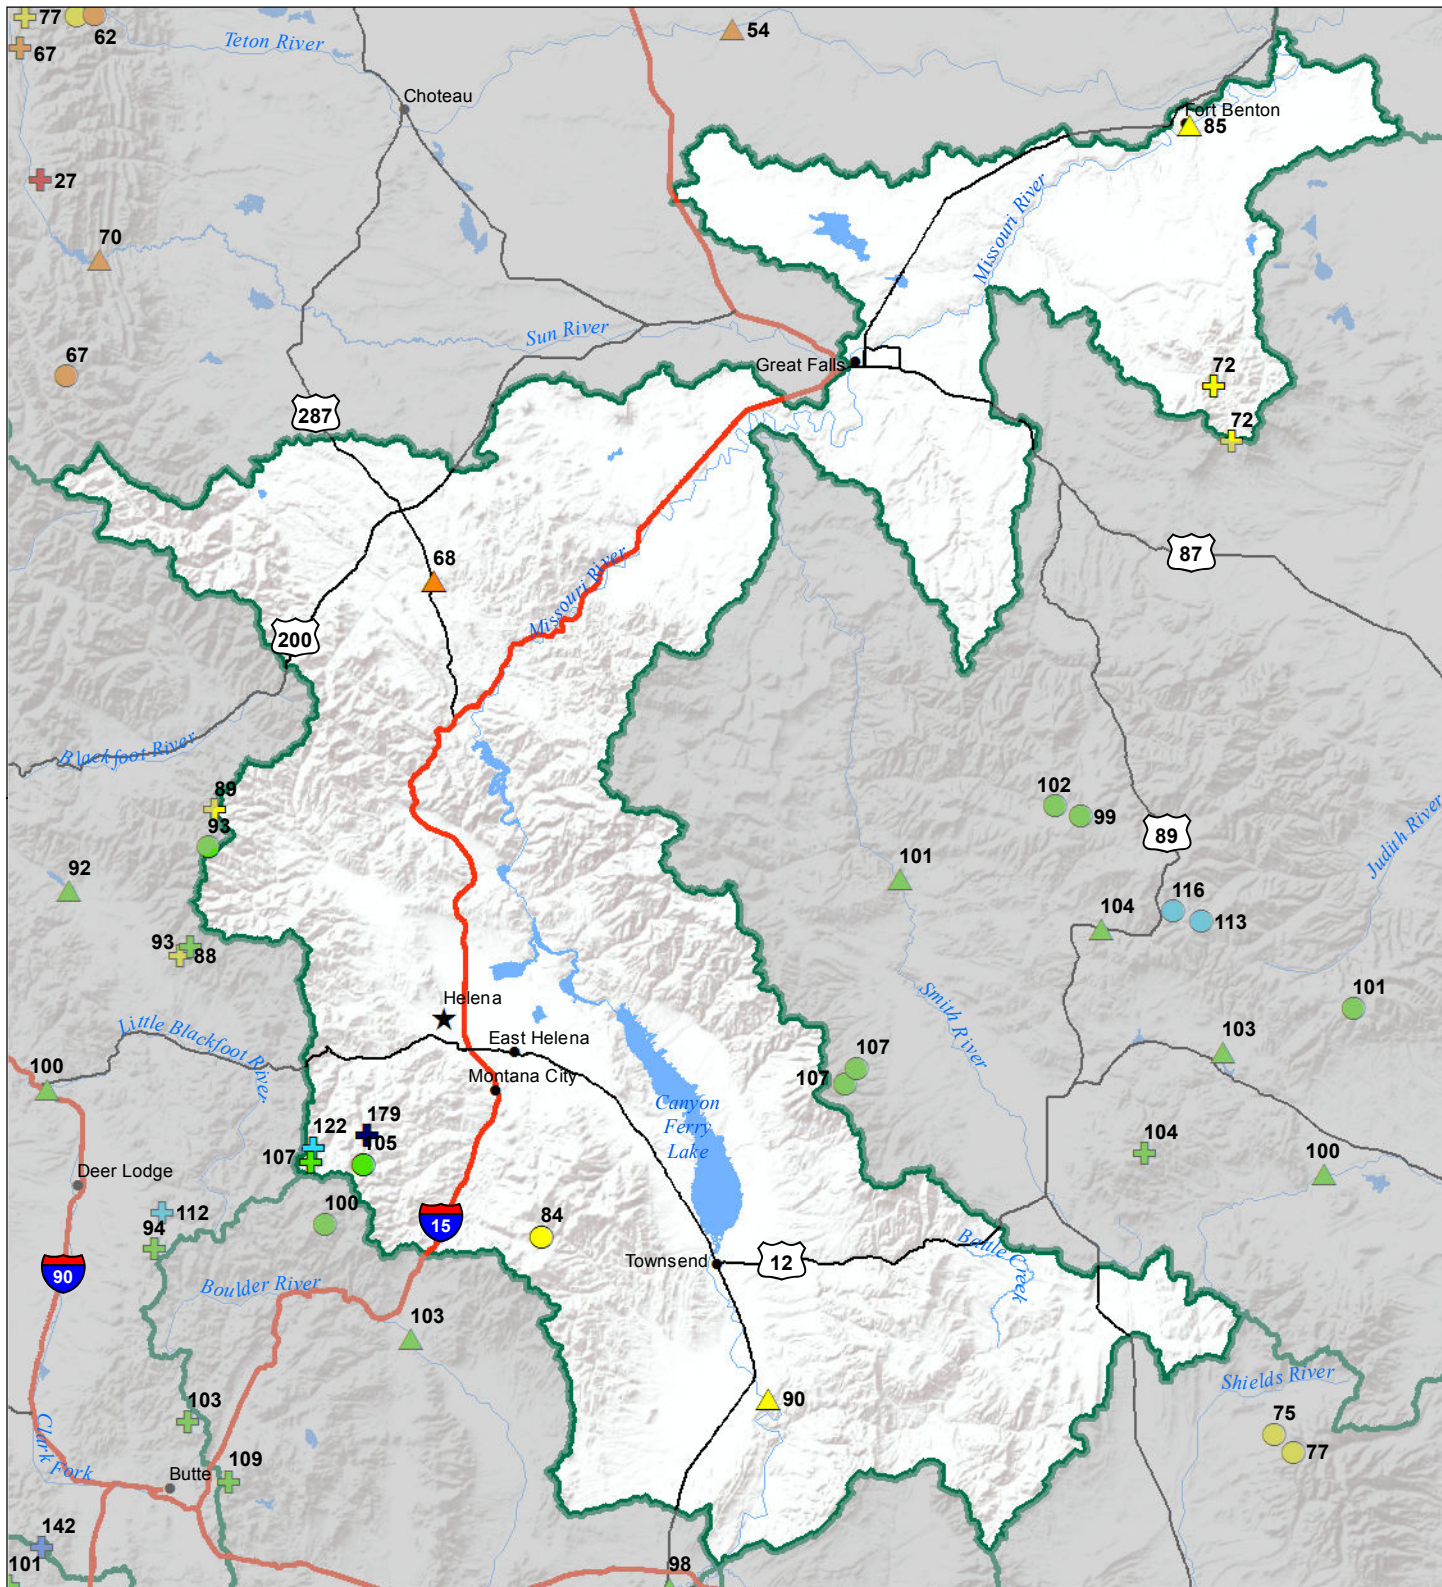 77
62
54
Teton River
67
Choteau
Fort Benton
85
27
Missouri River
70
Sun River
Great Falls
67
72
287
72
87
68
Missouri River
200
Blackfoot River
89
102
99
93
89
Judith River
92
101
116
104
113
93
88
Smith River
Helena
101
Little Blackfoot River
East Helena
103
107
100
Montana City
107
Canyon
Ferry
Lake
179
122
104
105
107
100
Deer Lodge
112
100
15
84
94
Battle Creek
Townsend
12
90
Boulder River
103
Shields River
90
103
75
77
Clark Fork
Butte
109
142
101
98